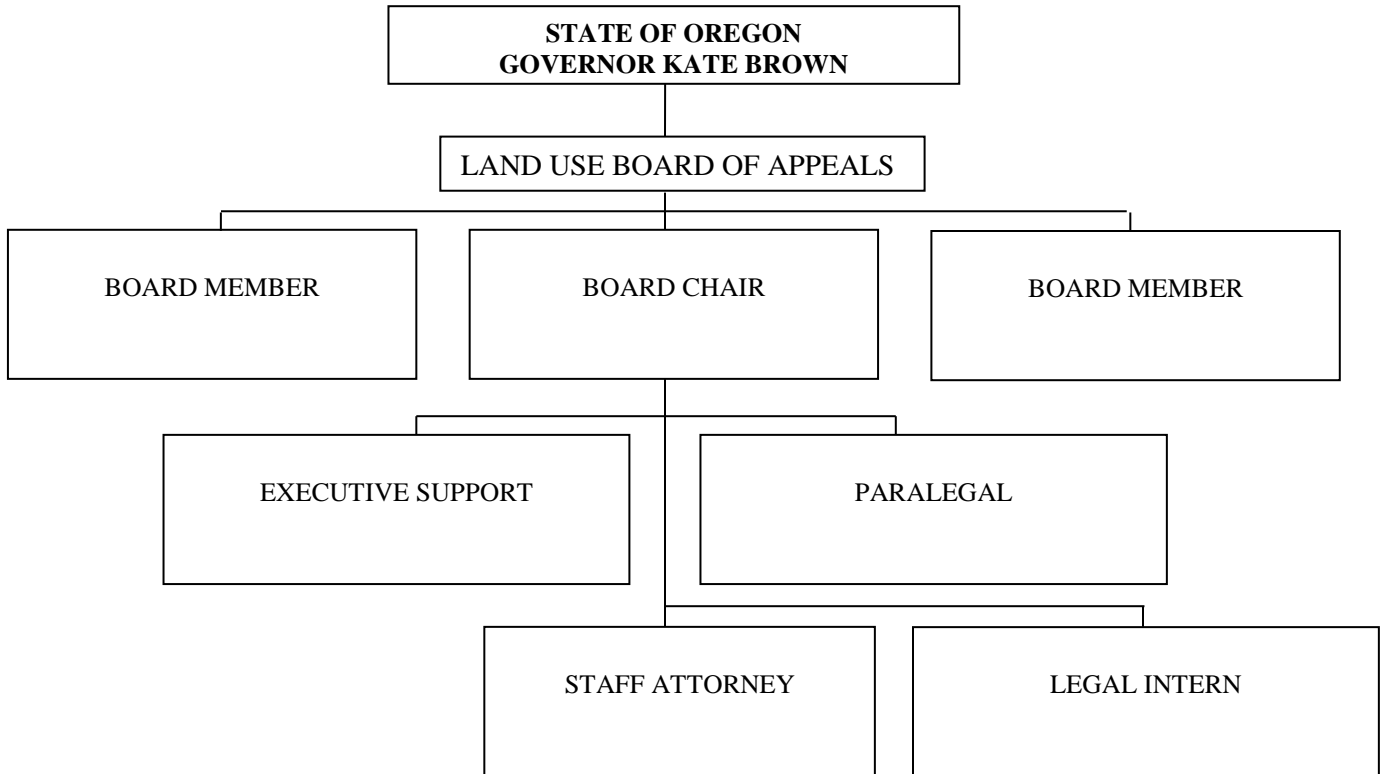 STATE OF OREGON
GOVERNOR KATE BROWN
LAND USE BOARD OF APPEALS
BOARD MEMBER
BOARD CHAIR
BOARD MEMBER
EXECUTIVE SUPPORT
PARALEGAL
STAFF ATTORNEY
LEGAL INTERN